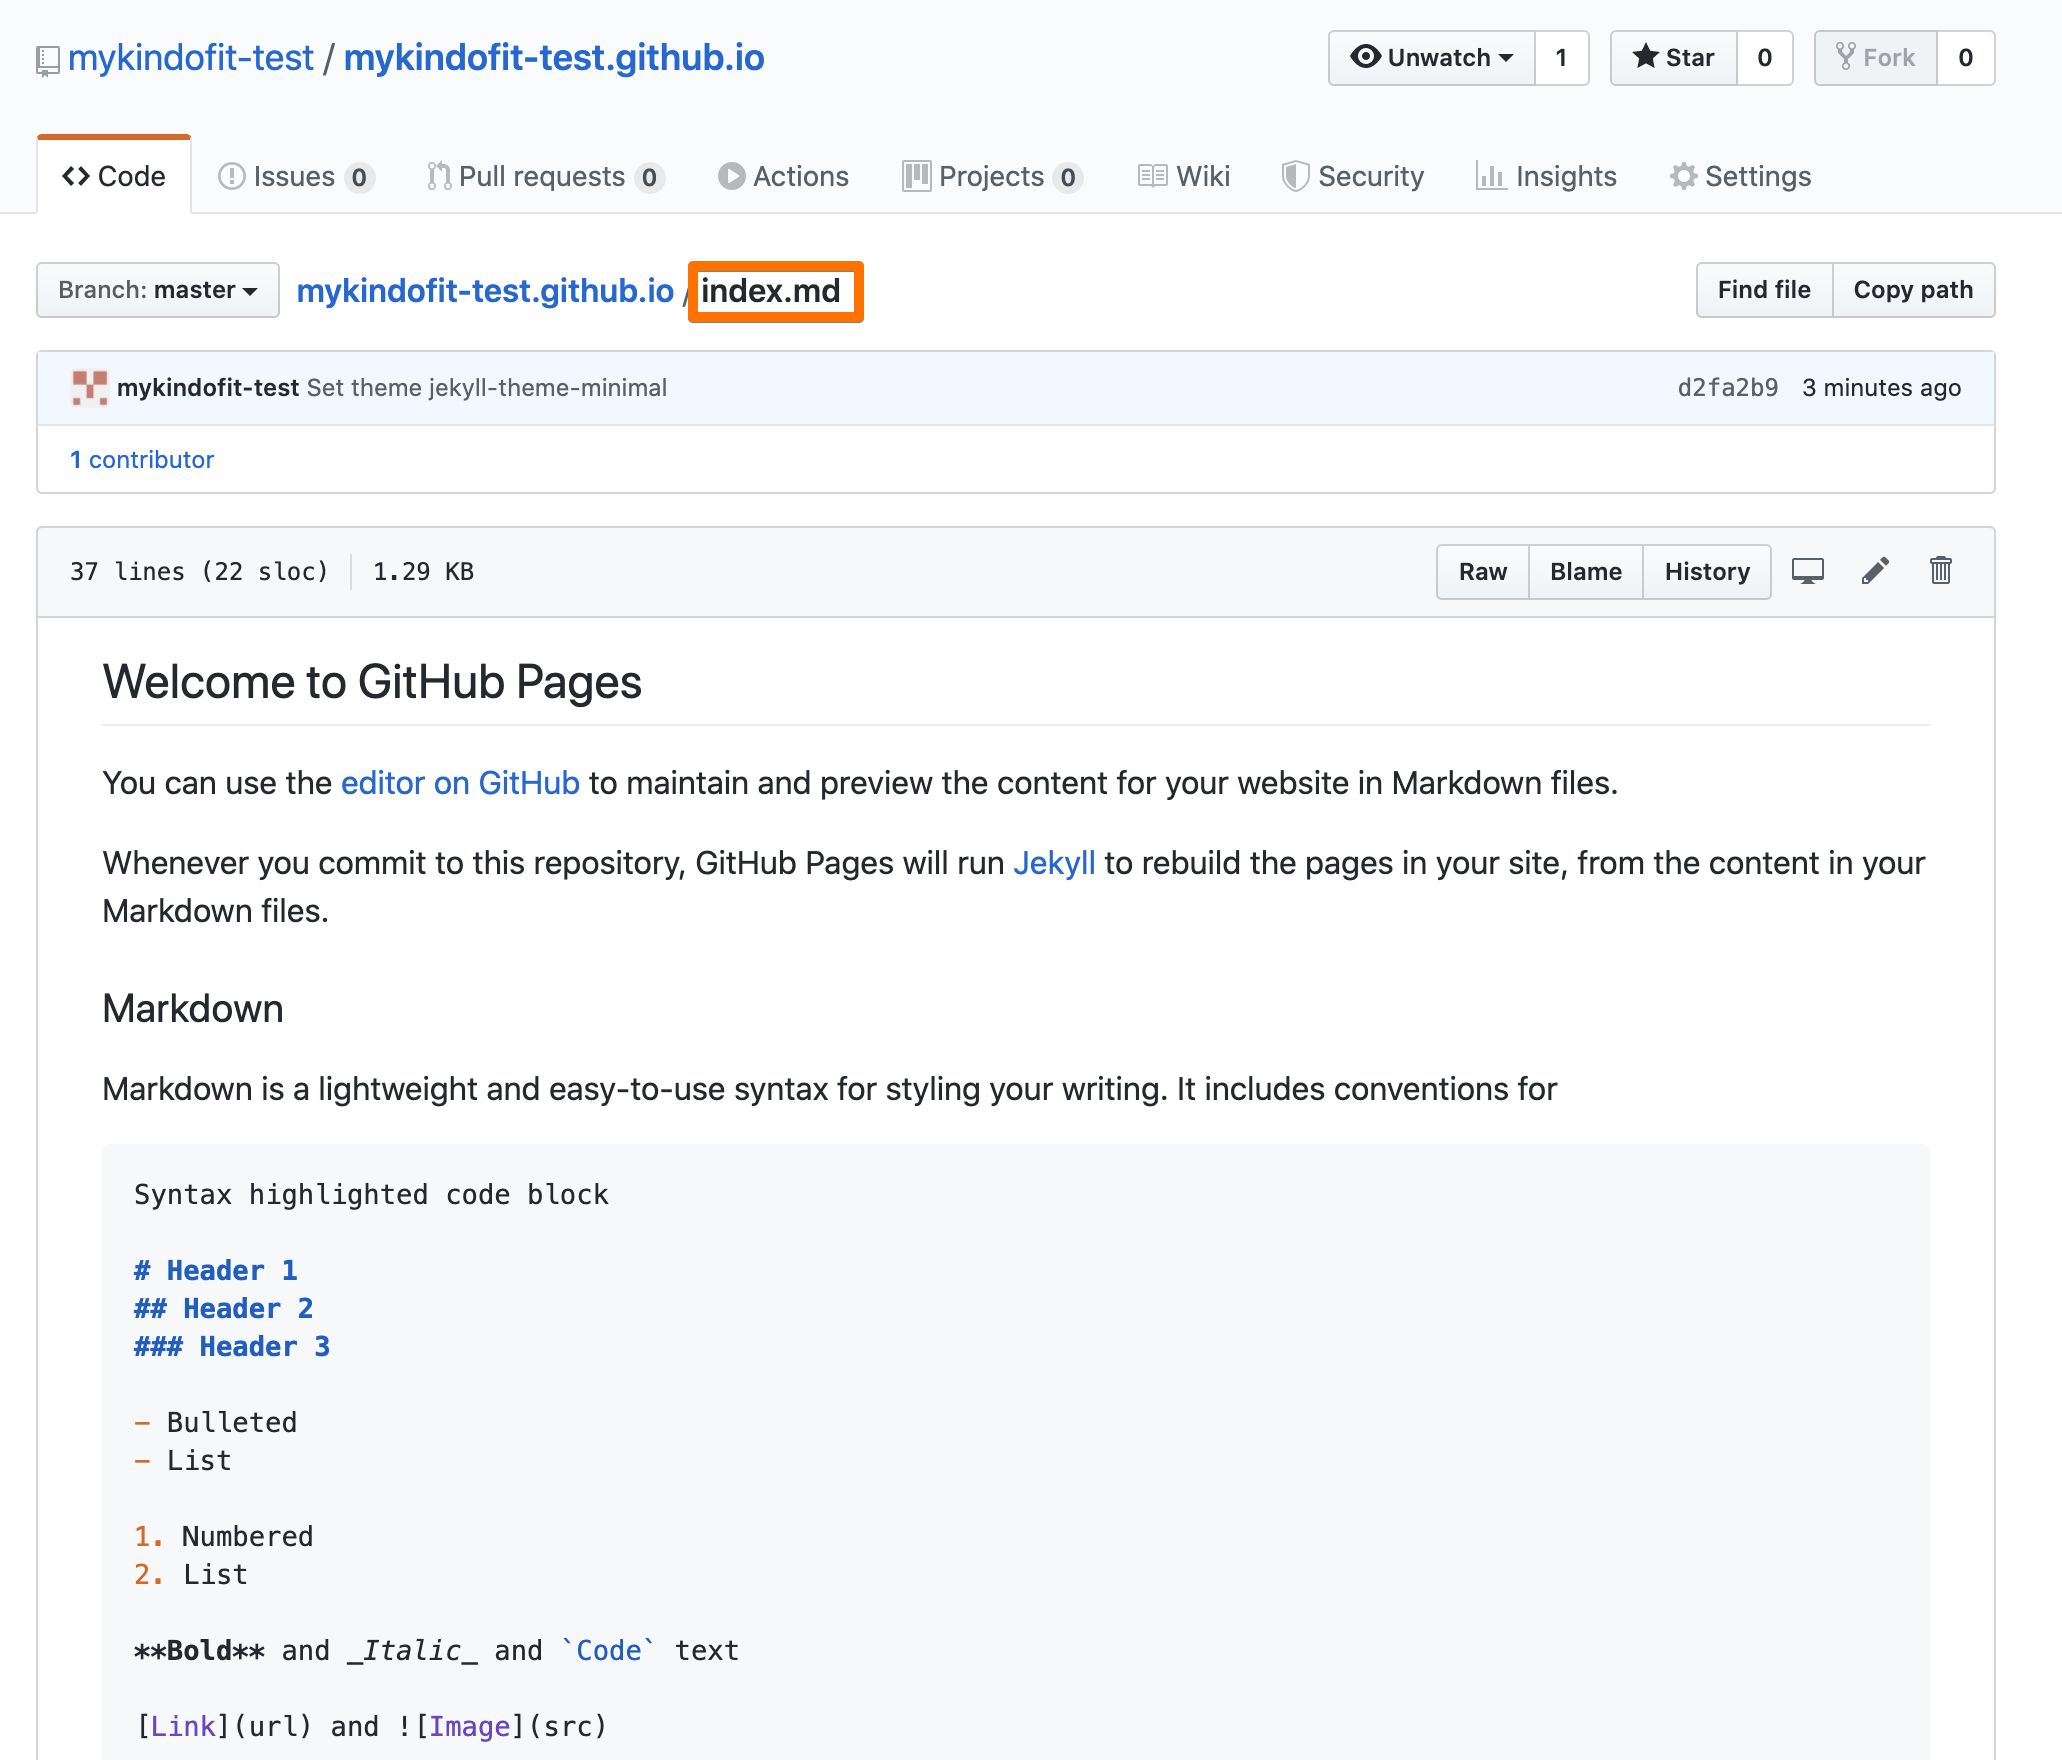 mykindofit-test / mykindofit-test.github.io
Unwatch 1 Star 0 Fork 0
Code Issues 0 Pull requests 0 Actions Projects 0 Wiki Security Insights Settings
Branch: master mykindofit-test.github.io / index.md Find file Copy path
mykindofit-test Set theme jekyll-theme-minimal d2fa2b9 3 minutes ago
1 contributor
37 lines (22 sloc) 1.29 KB Raw Blame History
Welcome to GitHub Pages
You can use the editor on GitHub to maintain and preview the content for your website in Markdown files.
Whenever you commit to this repository, GitHub Pages will run Jekyll to rebuild the pages in your site, from the content in your
Markdown files.
Markdown
Markdown is a lightweight and easy-to-use syntax for styling your writing. It includes conventions for
Syntax highlighted code block
# Header 1
## Header 2
### Header 3
- Bulleted
- List
1. Numbered
2. List
**Bold** and _Italic_ and `Code` text
[Link](url) and ![Image](src)